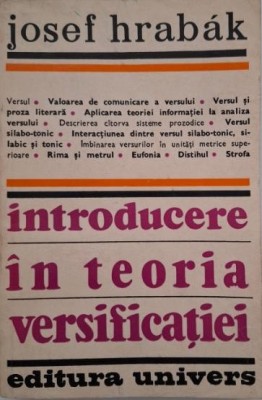 josef hrabák
Versul • Valoarea de comunicare a versului • Versul și
proza literară • Aplicarea teoriei informației la analiza
versului • Descrierea cîtorva sisteme prozodice • Versul
silabo-tonic • Interacțiunea dintre versul silabo-tonic, si-
labic și tonic • Îmbinarea versurilor în unități metrice supe-
rioare • Rima și metrul • Eufonia • Distihul • Strofa
introducere
în teoria
versificației
editura univers